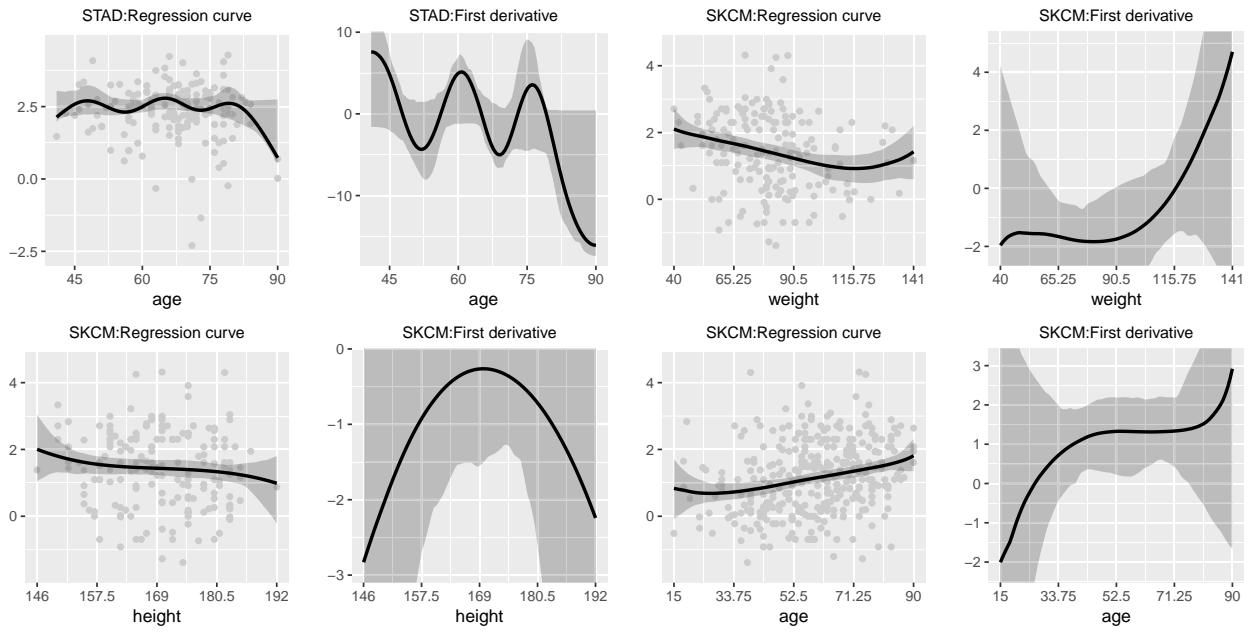 STAD:Regression curve
2.5
0.0
−2.5
45 60 75 90
age
STAD:First derivative
10
0
−10
45 60 75 90
age
SKCM:Regression curve
4
2
0
40 65.25 90.5 115.75 141
weight
SKCM:First derivative
4
2
0
−2
40 65.25 90.5 115.75 141
weight
SKCM:Regression curve
4
2
0
146 157.5 169 180.5 192
height
SKCM:First derivative
0
−1
−2
−3
146 157.5 169 180.5 192
height
SKCM:Regression curve
4
2
0
15 33.75 52.5 71.25 90
age
SKCM:First derivative
3
2
1
0
−1
−2
15 33.75 52.5 71.25 90
age